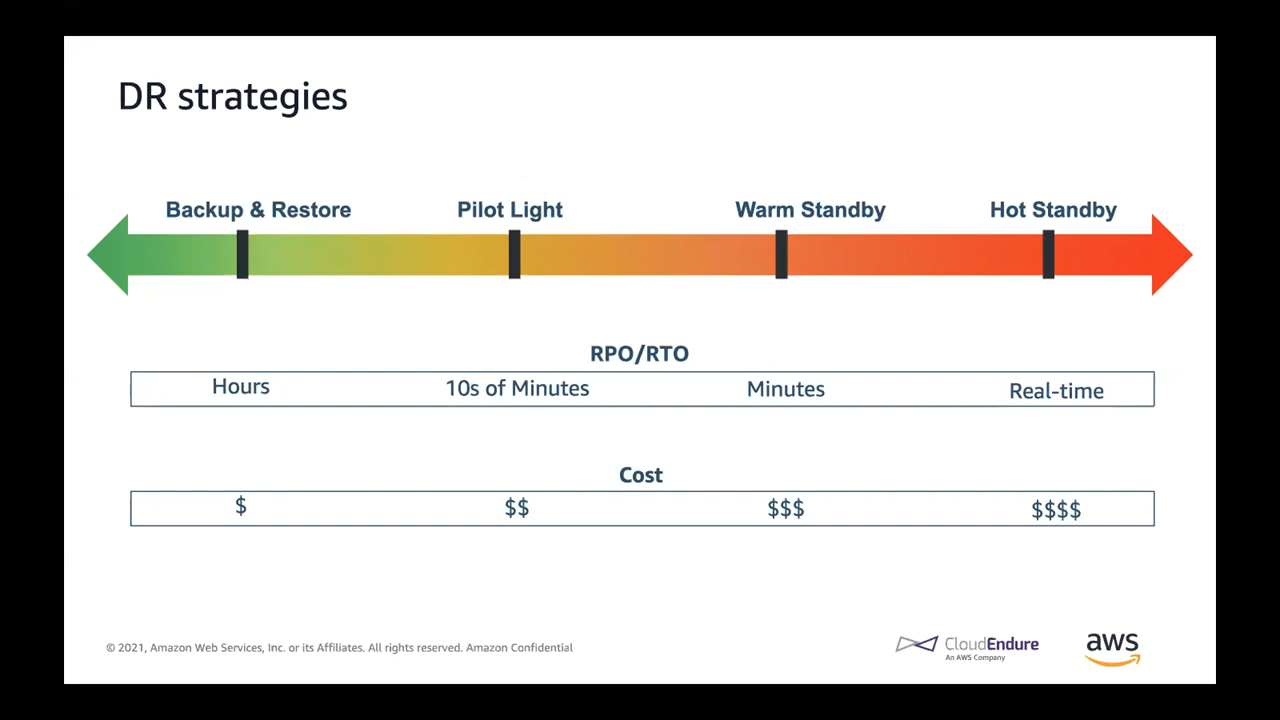 DR strategies
Backup & Restore Pilot Light Warm Standby Hot Standby
RPO/RTO
Hours 10s of Minutes Minutes Real-time
Cost
$ $$ $$$ $$$$
© 2021, Amazon Web Services, Inc. or its Affiliates. All rights reserved. Amazon Confidential
CloudEndure
An AWS Company
aws